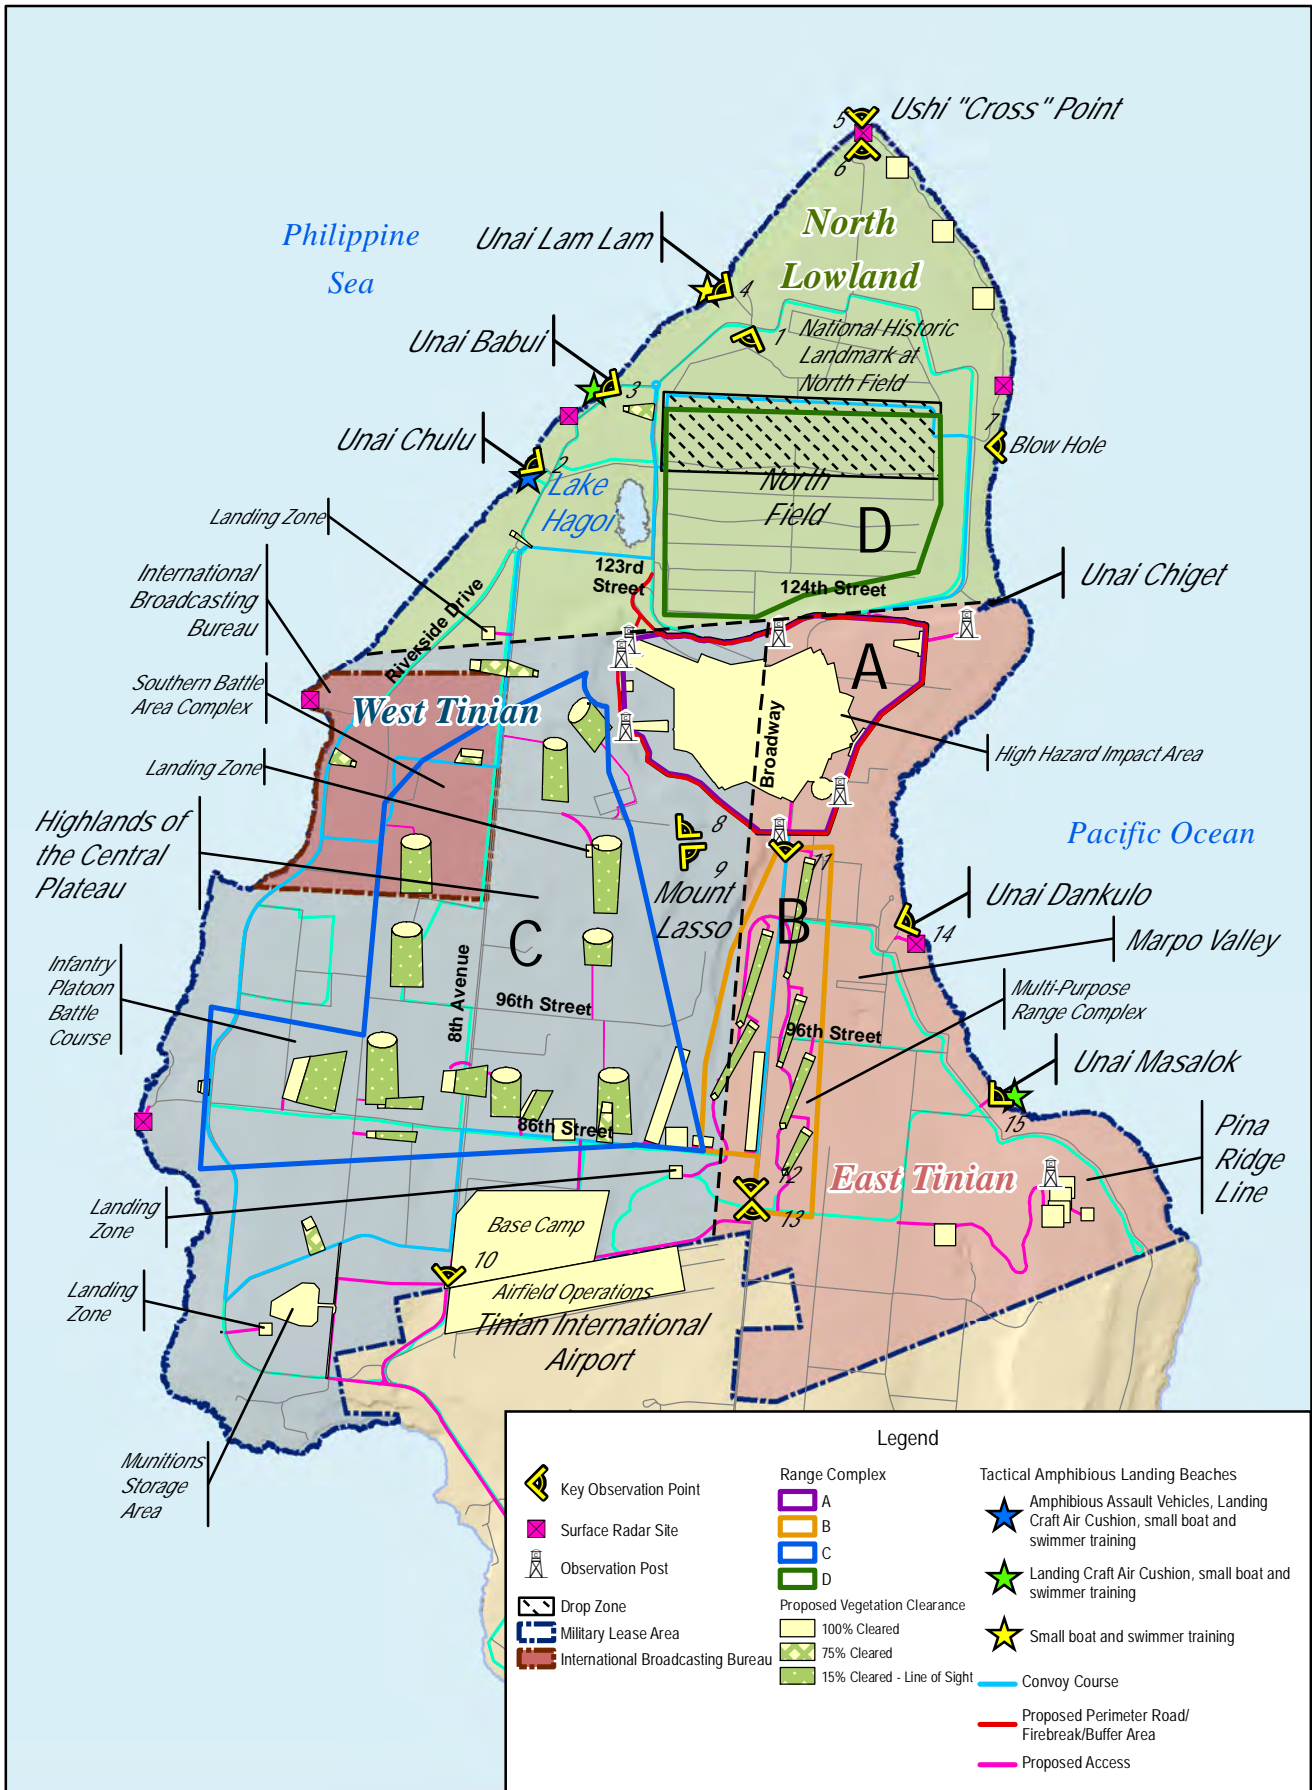 5
Ushi "Cross" Point
6
North
Lowland
Philippine
Sea
Unai Lam Lam
4
1
National Historic
Landmark at
North Field
Unai Babui
3
7
Blow Hole
Unai Chulu
2
Lake
Hagoi
North
Field
D
Landing Zone
123rd
Street
124th Street
Unai Chiget
International
Broadcasting
Bureau
Riverside Drive
A
Southern Battle
Area Complex
West Tinian
Broadway
High Hazard Impact Area
Landing Zone
8
9
Pacific Ocean
Highlands of
the Central
Plateau
11
Mount
Lasso
B
Unai Dankulo
14
Marpo Valley
C
8th Avenue
Infantry
Platoon
Battle
Course
96th Street
96th Street
Multi-Purpose
Range Complex
Unai Masalok
15
86th Street
Pina
Ridge
Line
12
East Tinian
13
Landing
Zone
Base Camp
10
Landing
Zone
Airfield Operations
Tinian International
Airport
Munitions
Storage
Area
Legend
Key Observation Point
Surface Radar Site
Observation Post
Drop Zone
Military Lease Area
International Broadcasting Bureau
Range Complex
A
B
C
D
Proposed Vegetation Clearance
100% Cleared
75% Cleared
15% Cleared - Line of Sight
Tactical Amphibious Landing Beaches
Amphibious Assault Vehicles, Landing
Craft Air Cushion, small boat and
swimmer training
Landing Craft Air Cushion, small boat and
swimmer training
Small boat and swimmer training
Convoy Course
Proposed Perimeter Road/
Firebreak/Buffer Area
Proposed Access